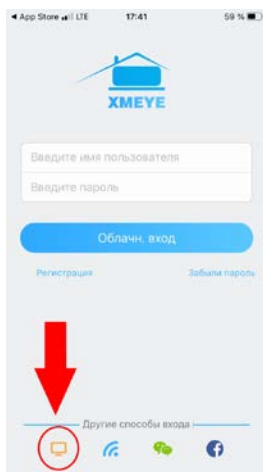 App Store LTE 17:41 59 %
XMEYE
Введите имя пользователя
Введите пароль
Облачн. вход
Регистрация Забыли пароль
Другие способы входа